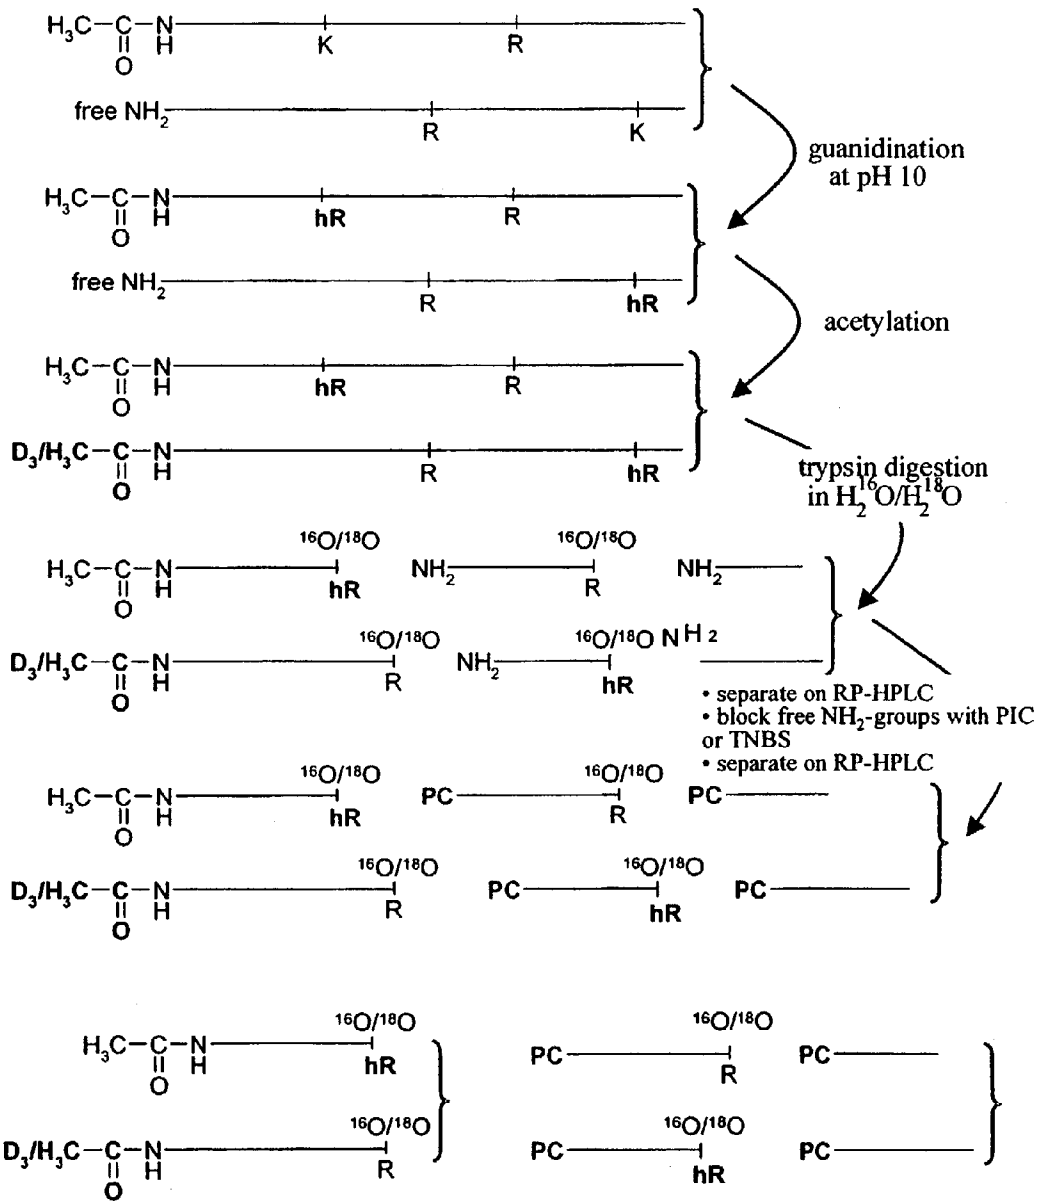 H₃C–C–N K R
‖ H
O
free NH₂ R K
guanidination
at pH 10
H₃C–C–N hR R
‖ H
O
free NH₂ R hR
acetylation
H₃C–C–N hR R
‖ H
O
D₃/H₃C–C–N R hR
‖ H
O
trypsin digestion
in H₂¹⁶O/H₂¹⁸O
¹⁶O/¹⁸O ¹⁶O/¹⁸O
H₃C–C–N hR NH₂ R NH₂
‖ H
O
¹⁶O/¹⁸O ¹⁶O/¹⁸O NH₂
D₃/H₃C–C–N R NH₂ hR
‖ H
O
• separate on RP-HPLC
• block free NH₂-groups with PIC
or TNBS
• separate on RP-HPLC
¹⁶O/¹⁸O ¹⁶O/¹⁸O
H₃C–C–N hR PC R PC
‖ H
O
¹⁶O/¹⁸O ¹⁶O/¹⁸O
D₃/H₃C–C–N R PC hR PC
‖ H
O
¹⁶O/¹⁸O ¹⁶O/¹⁸O
H₃C–C–N hR PC R PC
‖ H
O
¹⁶O/¹⁸O ¹⁶O/¹⁸O
D₃/H₃C–C–N R PC hR PC
‖ H
O